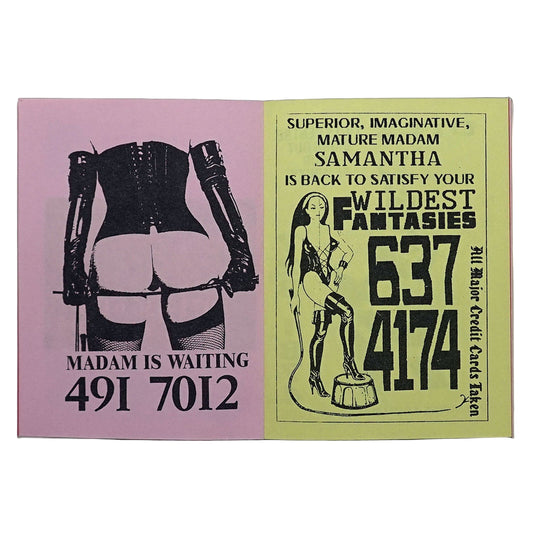 MADAM IS WAITING
491 7012
SUPERIOR, IMAGINATIVE,
MATURE MADAM
SAMANTHA
IS BACK TO SATISFY YOUR
WILDEST
FANTASIES
637
4174
All Major Credit Cards Taken